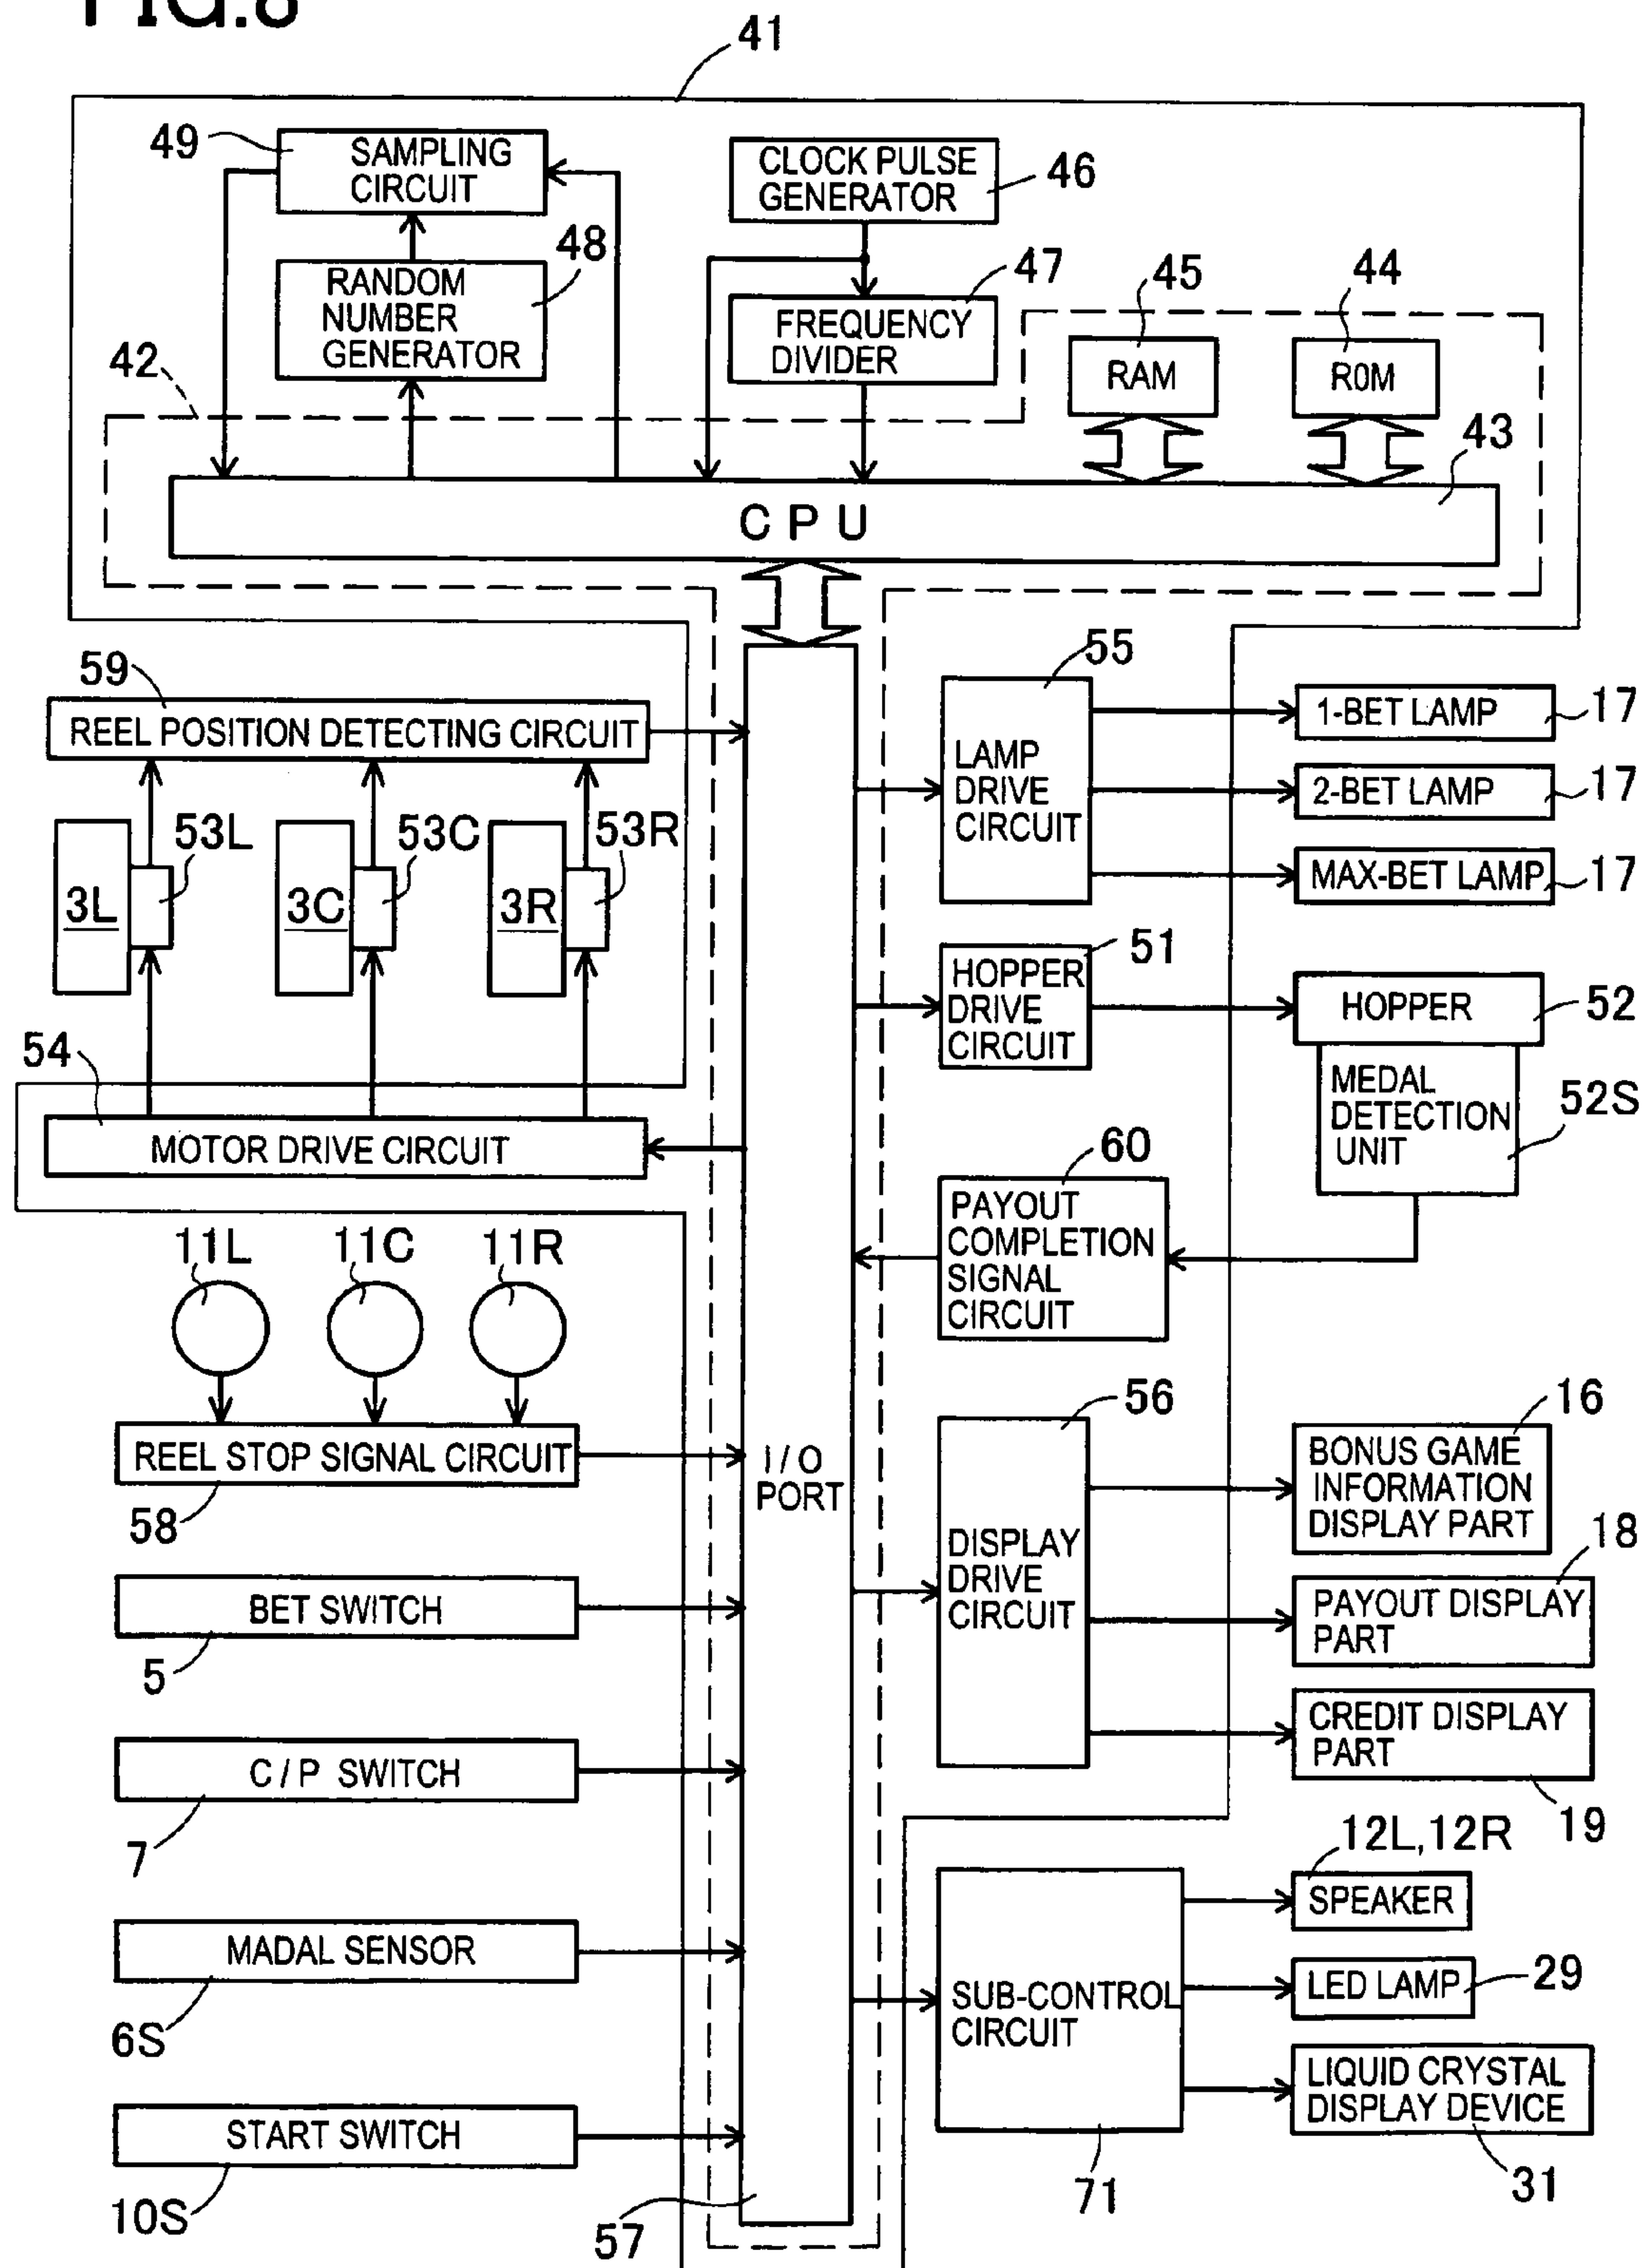 FIG.8
41
49
SAMPLING
CIRCUIT
CLOCK PULSE
GENERATOR
46
48
RANDOM
NUMBER
GENERATOR
47
FREQUENCY
DIVIDER
45
RAM
44
ROM
42
43
CPU
59
REEL POSITION DETECTING CIRCUIT
55
LAMP
DRIVE
CIRCUIT
1-BET LAMP
17
2-BET LAMP
17
MAX-BET LAMP
17
3L
53L
3C
53C
3R
53R
51
HOPPER
DRIVE
CIRCUIT
HOPPER
52
MEDAL
DETECTION
UNIT
52S
54
MOTOR DRIVE CIRCUIT
60
PAYOUT
COMPLETION
SIGNAL
CIRCUIT
11L
11C
11R
REEL STOP SIGNAL CIRCUIT
58
I/O
PORT
56
DISPLAY
DRIVE
CIRCUIT
16
BONUS GAME
INFORMATION
DISPLAY PART
18
PAYOUT DISPLAY
PART
CREDIT DISPLAY
PART
19
BET SWITCH
5
C/P SWITCH
7
MADAL SENSOR
6S
START SWITCH
10S
57
SUB-CONTROL
CIRCUIT
71
12L,12R
SPEAKER
LED LAMP
29
LIQUID CRYSTAL
DISPLAY DEVICE
31